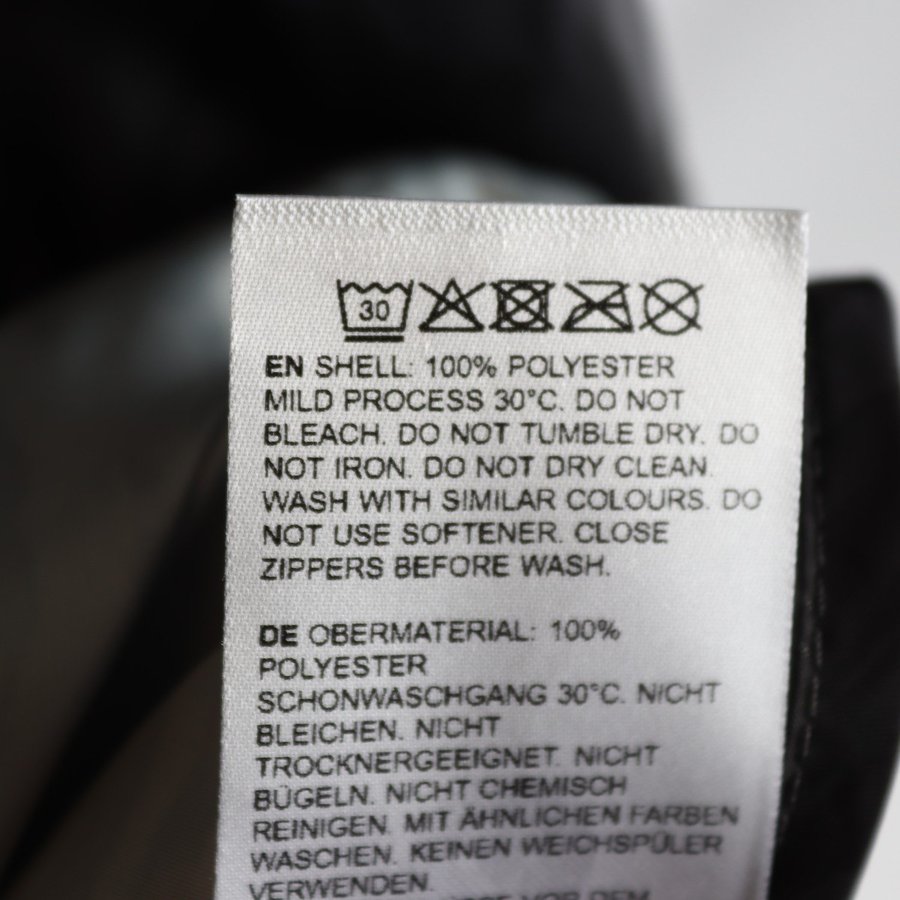 30
EN SHELL: 100% POLYESTER
MILD PROCESS 30°C. DO NOT
BLEACH. DO NOT TUMBLE DRY. DO
NOT IRON. DO NOT DRY CLEAN.
WASH WITH SIMILAR COLOURS. DO
NOT USE SOFTENER. CLOSE
ZIPPERS BEFORE WASH.
DE OBERMATERIAL: 100%
POLYESTER
SCHONWASCHGANG 30°C. NICHT
BLEICHEN. NICHT
TROCKNERGEEIGNET. NICHT
BÜGELN. NICHT CHEMISCH
REINIGEN. MIT ÄHNLICHEN FARBEN
WASCHEN. KEINEN WEICHSPÜLER
VERWENDEN.
VOR DEM